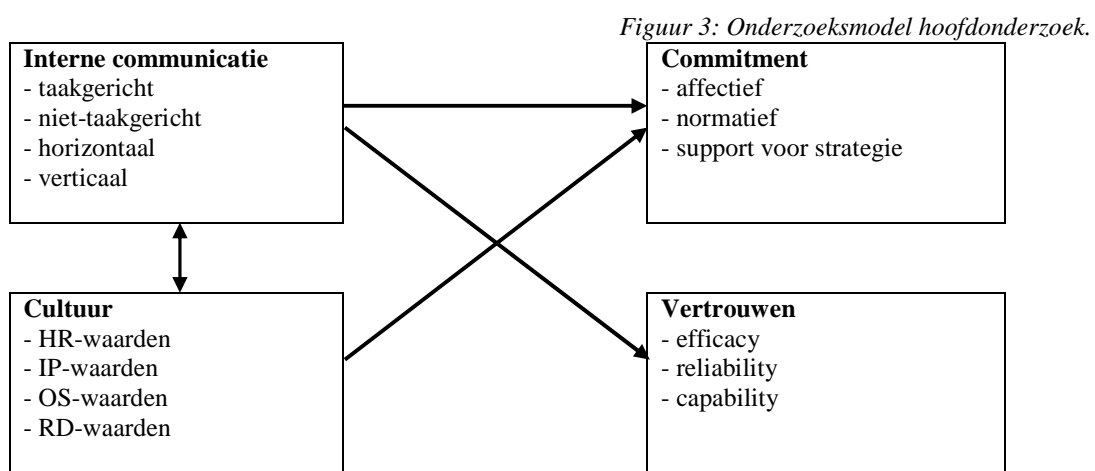 Figuur 3: Onderzoeksmodel hoofdonderzoek.
Interne communicatie
- taakgericht
- niet-taakgericht
- horizontaal
- verticaal
Commitment
- affectief
- normatief
- support voor strategie
Cultuur
- HR-waarden
- IP-waarden
- OS-waarden
- RD-waarden
Vertrouwen
- efficacy
- reliability
- capability